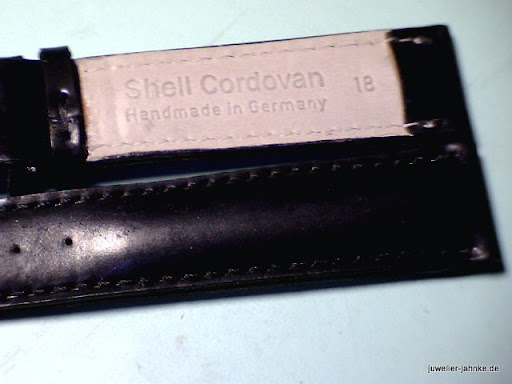 Shell Cordovan 18
Handmade in Germany
juwelier-jahnke.de